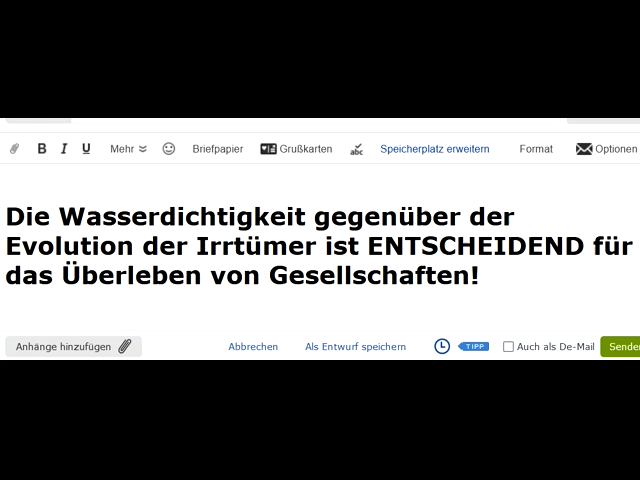 B I U Mehr Briefpapier Grußkarten abc Speicherplatz erweitern Format Optionen
Die Wasserdichtigkeit gegenüber der
Evolution der Irrtümer ist ENTSCHEIDEND für
das Überleben von Gesellschaften!
Anhänge hinzufügen Abbrechen Als Entwurf speichern TIPP Auch als De-Mail Senden